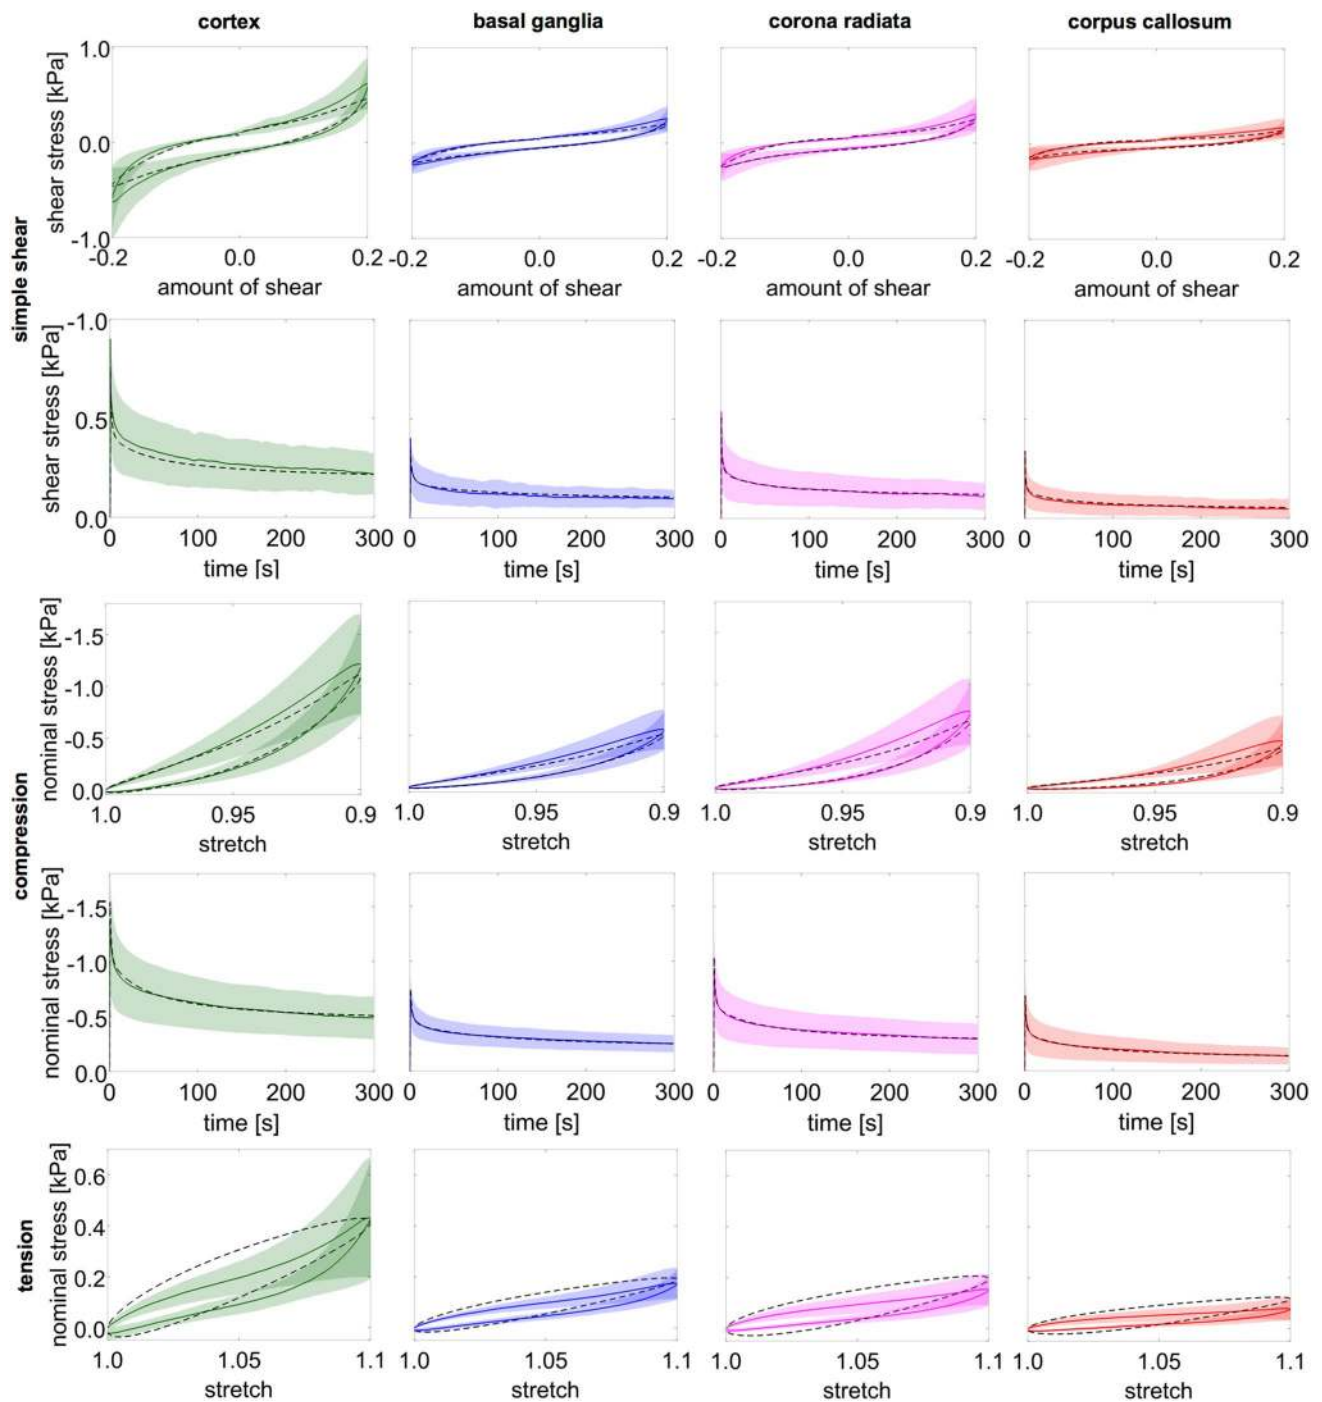 cortex basal ganglia corona radiata corpus callosum
simple shear
shear stress [kPa]
1.0
0.0
-1.0
-0.2 0.0 0.2 -0.2 0.0 0.2 -0.2 0.0 0.2 -0.2 0.0 0.2
amount of shear amount of shear amount of shear amount of shear
shear stress [kPa]
-1.0
0.5
0.0
0 100 200 300 0 100 200 300 0 100 200 300 0 100 200 300
time [s] time [s] time [s] time [s]
compression
nominal stress [kPa]
-1.5
-1.0
-0.5
0.0
1.0 0.95 0.9 1.0 0.95 0.9 1.0 0.95 0.9 1.0 0.95 0.9
stretch stretch stretch stretch
nominal stress [kPa]
-1.5
-1.0
-0.5
0.0
0 100 200 300 0 100 200 300 0 100 200 300 0 100 200 300
time [s] time [s] time [s] time [s]
tension
nominal stress [kPa]
0.6
0.4
0.2
0.0
1.0 1.05 1.1 1.0 1.05 1.1 1.0 1.05 1.1 1.0 1.05 1.1
stretch stretch stretch stretch